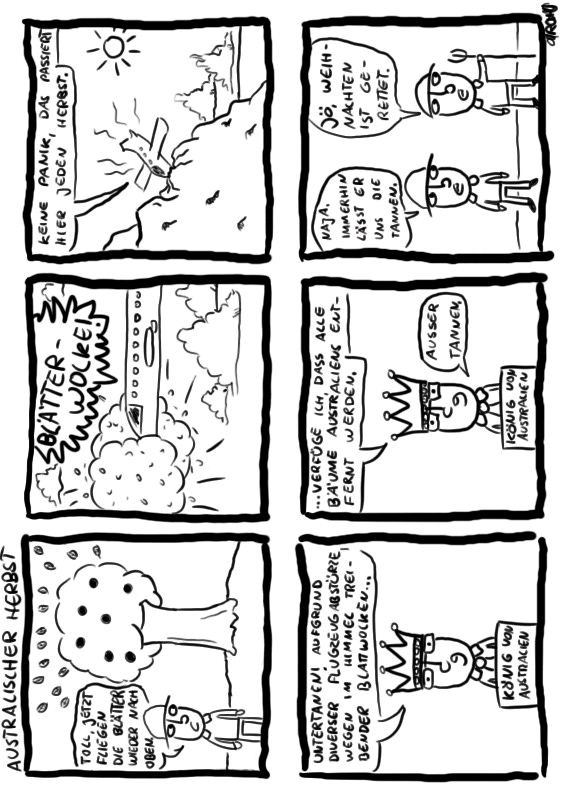 AUSTRALISCHER HERBST
TOLL, JETZT
FLIEGEN
DIE BLÄTTER
WIEDER NACH
OBEN.
BLÄTTER-
WOLKE!
KEINE PANIK, DAS PASSIERT
HIER JEDEN HERBST.
UNTERTANEN! AUFGRUND
DIVERSER FLUGZEUGABSTÜRZE
WEGEN IM HIMMEL TREI-
BENDER BLATTWOLKEN...
KÖNIG VON
AUSTRALIEN
...VERFÜGE ICH, DASS ALLE
BÄUME AUSTRALIENS ENT-
FERNT WERDEN.
AUSSER
TANNEN.
KÖNIG VON
AUSTRALIEN
NAJA,
IMMERHIN
LÄSST ER
UNS DIE
TANNEN.
JÖ, WEIH-
NACHTEN
IST GE-
RETTET.